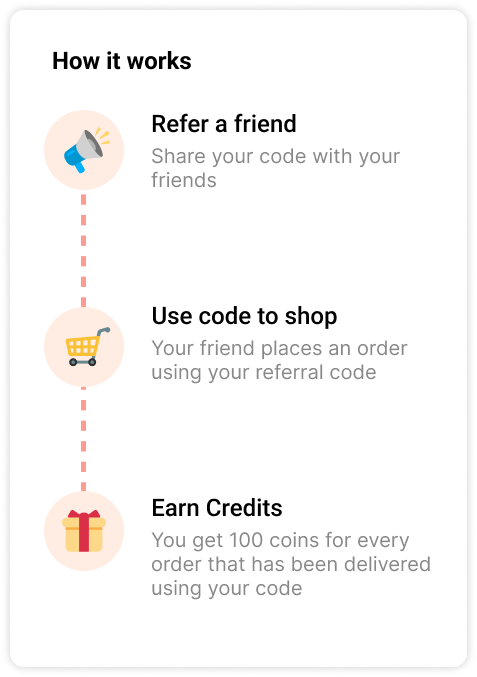 How it works
Refer a friend
Share your code with your
friends
Use code to shop
Your friend places an order
using your referral code
Earn Credits
You get 100 coins for every
order that has been delivered
using your code